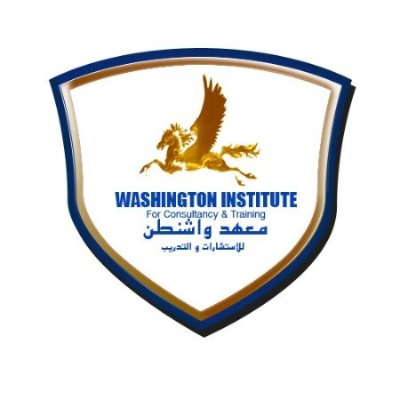 WASHINGTON INSTITUTE
For Consultancy & Training
معهد واشنطن
للاستشارات و التدريب